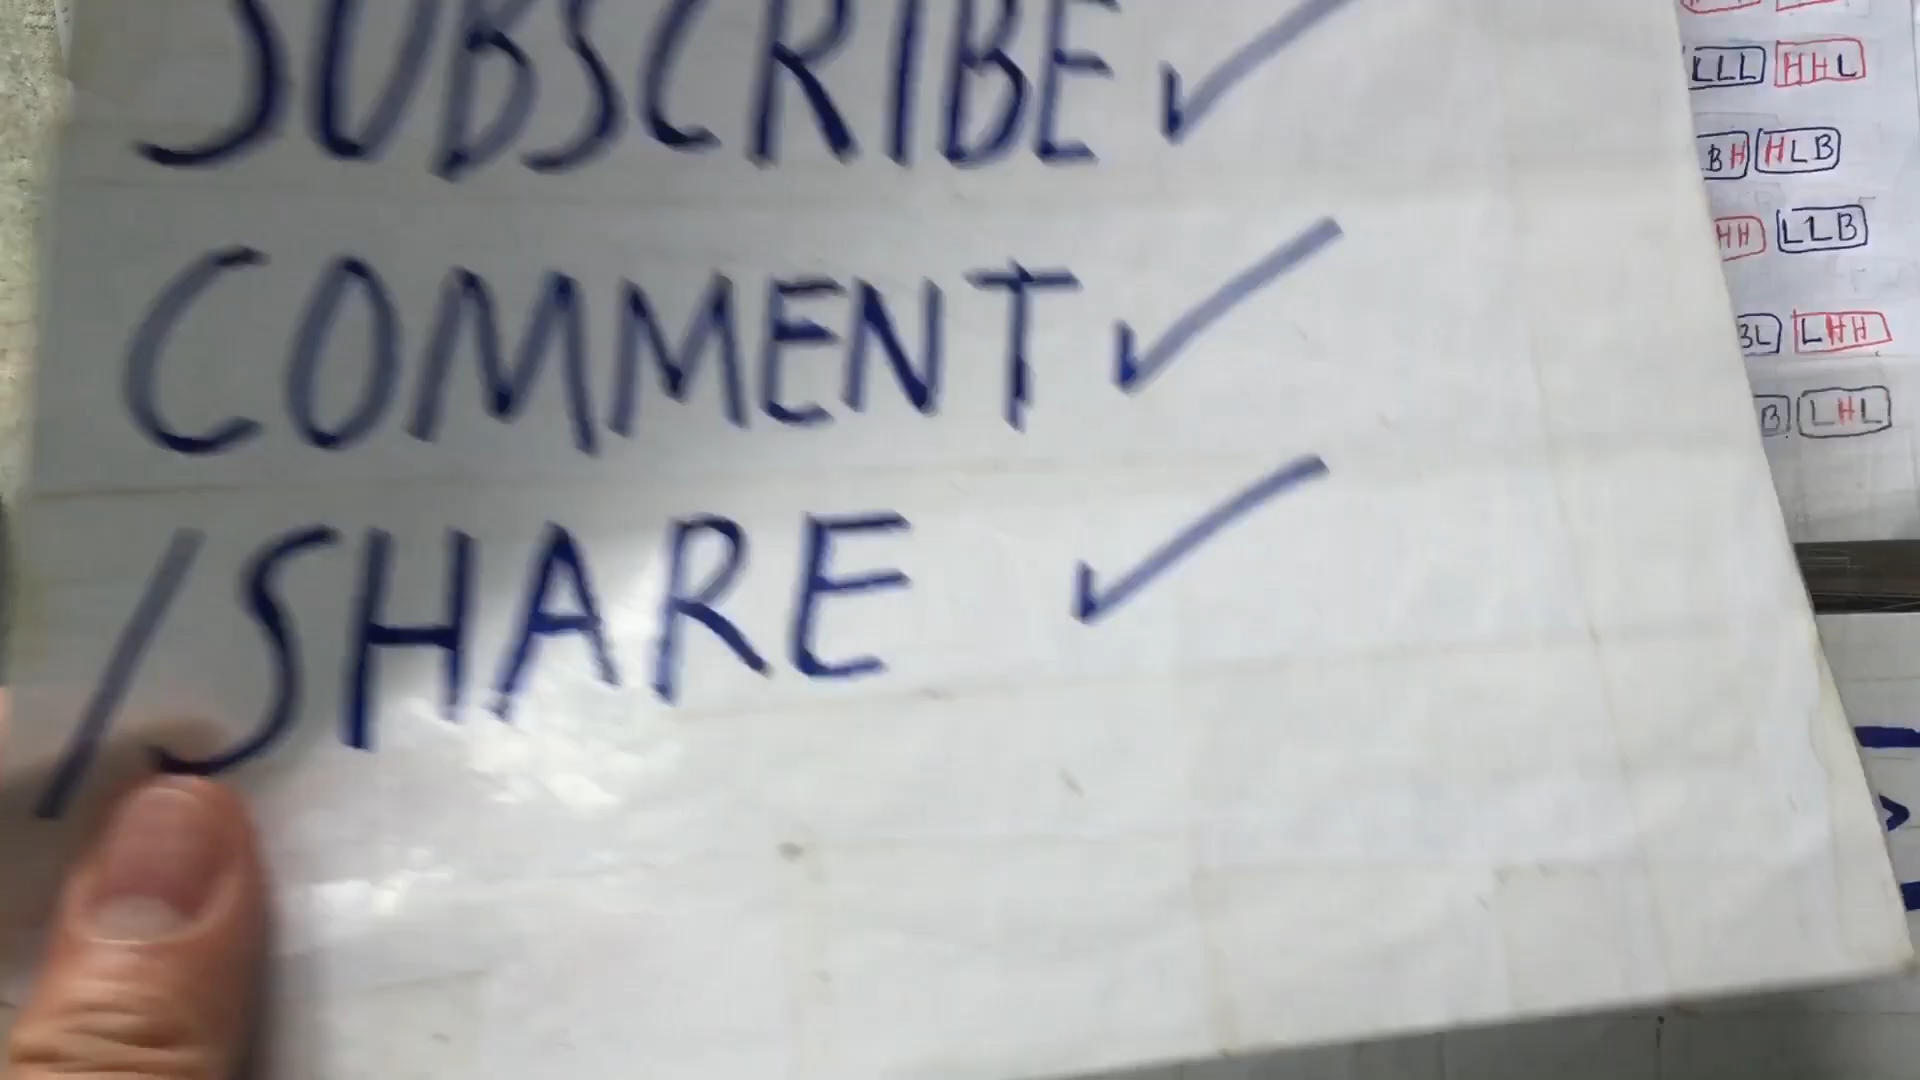 SUBSCRIBE ✓
COMMENT ✓
/SHARE ✓
LLL HHL
BH HLB
HH LLB
BL LHH
B LHL